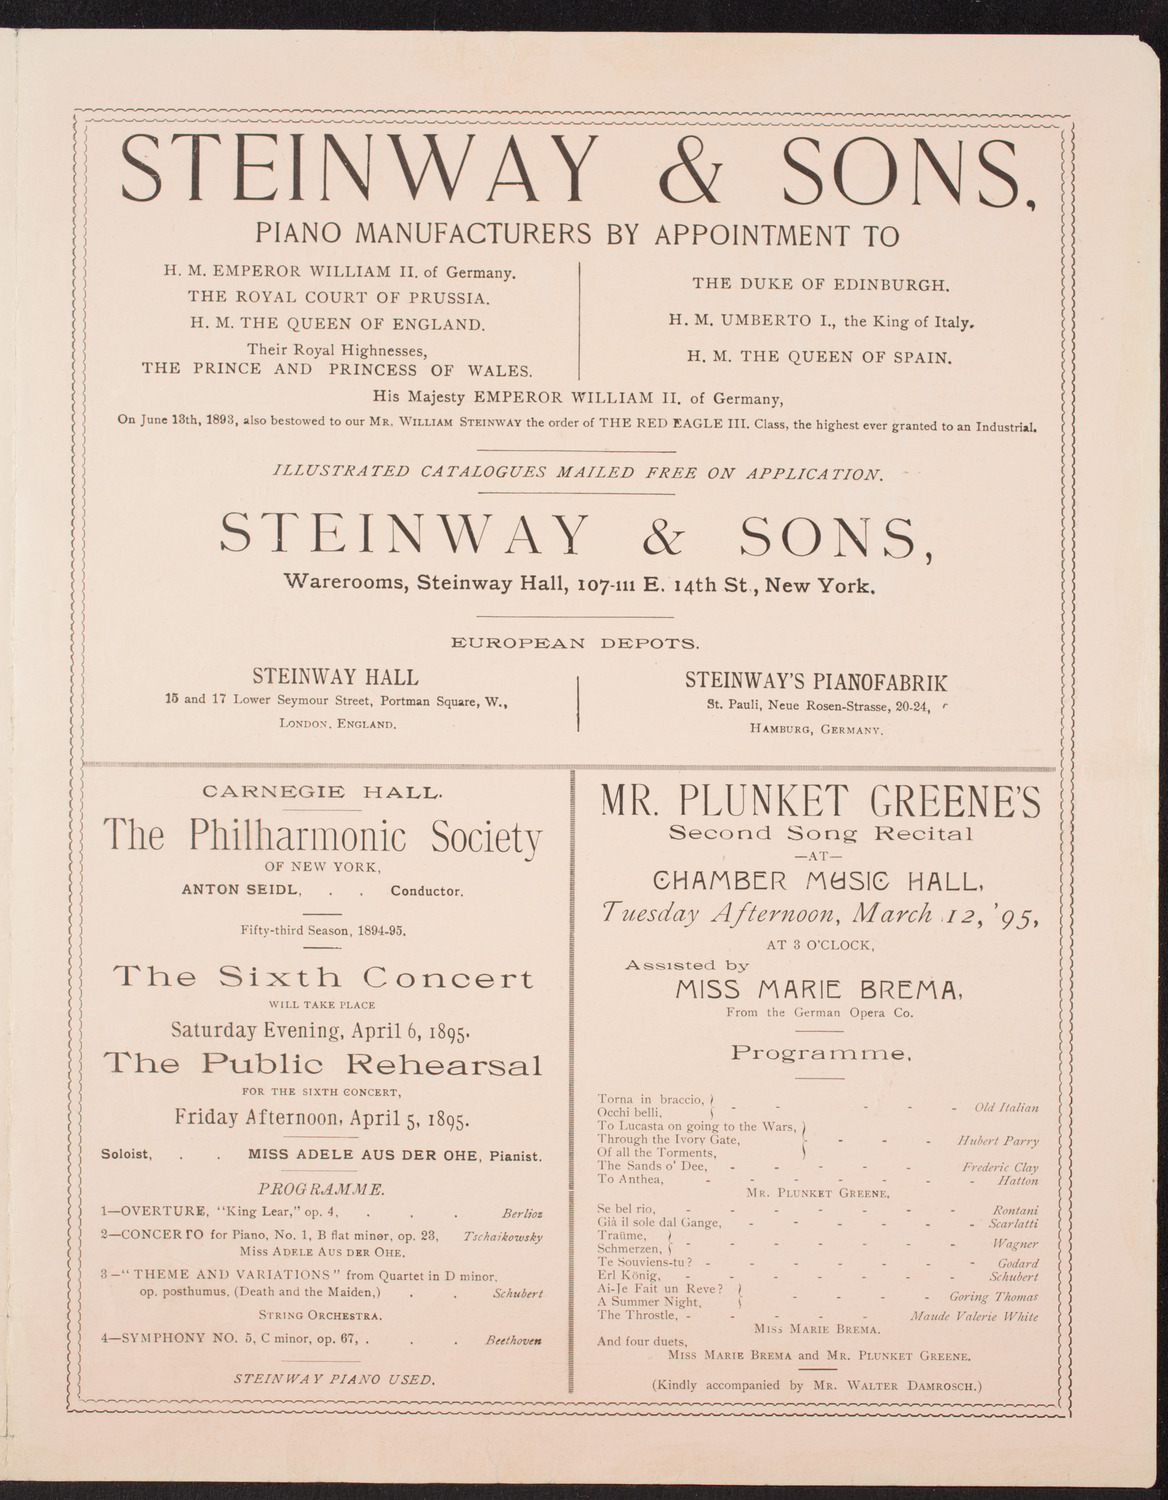 STEINWAY & SONS,
PIANO MANUFACTURERS BY APPOINTMENT TO
H. M. EMPEROR WILLIAM II. of Germany.
THE ROYAL COURT OF PRUSSIA.
H. M. THE QUEEN OF ENGLAND.
Their Royal Highnesses,
THE PRINCE AND PRINCESS OF WALES.
THE DUKE OF EDINBURGH.
H. M. UMBERTO I., the King of Italy.
H. M. THE QUEEN OF SPAIN.
His Majesty EMPEROR WILLIAM II. of Germany,
On June 13th, 1893, also bestowed to our MR. WILLIAM STEINWAY the order of THE RED EAGLE III. Class, the highest ever granted to an Industrial.
ILLUSTRATED CATALOGUES MAILED FREE ON APPLICATION.
STEINWAY & SONS,
Warerooms, Steinway Hall, 107-111 E. 14th St., New York.
EUROPEAN DEPOTS.
STEINWAY HALL
15 and 17 Lower Seymour Street, Portman Square, W.,
LONDON, ENGLAND.
STEINWAY'S PIANOFABRIK
St. Pauli, Neue Rosen-Strasse, 20-24,
HAMBURG, GERMANY.
CARNEGIE HALL.
The Philharmonic Society
OF NEW YORK,
ANTON SEIDL, . . Conductor.
Fifty-third Season, 1894-95.
The Sixth Concert
WILL TAKE PLACE
Saturday Evening, April 6, 1895.
The Public Rehearsal
FOR THE SIXTH CONCERT,
Friday Afternoon, April 5, 1895.
Soloist, . . MISS ADELE AUS DER OHE, Pianist.
PROGRAMME.
1—OVERTURE, "King Lear," op. 4, . . . Berlioz
2—CONCERTO for Piano, No. 1, B flat minor, op. 23, Tschaikowsky
Miss ADELE AUS DER OHE.
3—"THEME AND VARIATIONS" from Quartet in D minor,
op. posthumus, (Death and the Maiden,) . . Schubert
STRING ORCHESTRA.
4—SYMPHONY NO. 5, C minor, op. 67, . . . Beethoven
STEINWAY PIANO USED.
MR. PLUNKET GREENE'S
Second Song Recital
—AT—
CHAMBER MUSIC HALL,
Tuesday Afternoon, March 12, '95,
AT 3 O'CLOCK,
Assisted by
MISS MARIE BREMA,
From the German Opera Co.
Programme.
Torna in braccio,
Occhi belli, - - - - - Old Italian
To Lucasta on going to the Wars,
Through the Ivory Gate, - - - Hubert Parry
Of all the Torments,
The Sands o' Dee, - - - - - Frederic Clay
To Anthea, - - - - - - - Hatton
MR. PLUNKET GREENE.
Se bel rio, - - - - - - - Rontani
Già il sole dal Gange, - - - - - - Scarlatti
Traüme,
Schmerzen, - - - - - - - Wagner
Te Souviens-tu? - - - - - - - Godard
Erl König, - - - - - - - Schubert
Ai-Je Fait un Reve?
A Summer Night, - - - - Goring Thomas
The Throstle, - - - - - Maude Valerie White
MISS MARIE BREMA.
And four duets,
MISS MARIE BREMA and MR. PLUNKET GREENE.
(Kindly accompanied by MR. WALTER DAMROSCH.)